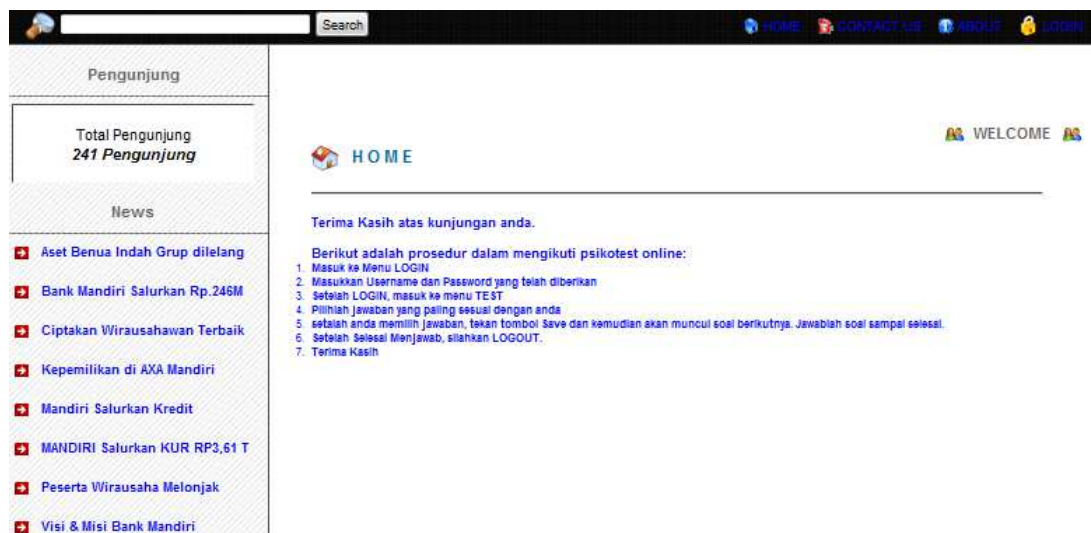 Search
HOME CONTACT US ABOUT LOGIN
Pengunjung
Total Pengunjung
241 Pengunjung
News
Aset Benua Indah Grup dilelang
Bank Mandiri Salurkan Rp.246M
Ciptakan Wirausahawan Terbaik
Kepemilikan di AXA Mandiri
Mandiri Salurkan Kredit
MANDIRI Salurkan KUR RP3,61 T
Peserta Wirausaha Melonjak
Visi & Misi Bank Mandiri
WELCOME
HOME
Terima Kasih atas kunjungan anda.
Berikut adalah prosedur dalam mengikuti psikotest online:
1. Masuk ke Menu LOGIN
2. Masukkan Username dan Password yang telah diberikan
3. Setelah LOGIN, masuk ke menu TEST
4. Pilihlah jawaban yang paling sesuai dengan anda
5. setalah anda memilih jawaban, tekan tombol Save dan kemudian akan muncul soal berikutnya. Jawablah soal sampai selesai.
6. Setelah Selesai Menjawab, silahkan LOGOUT.
7. Terima Kasih